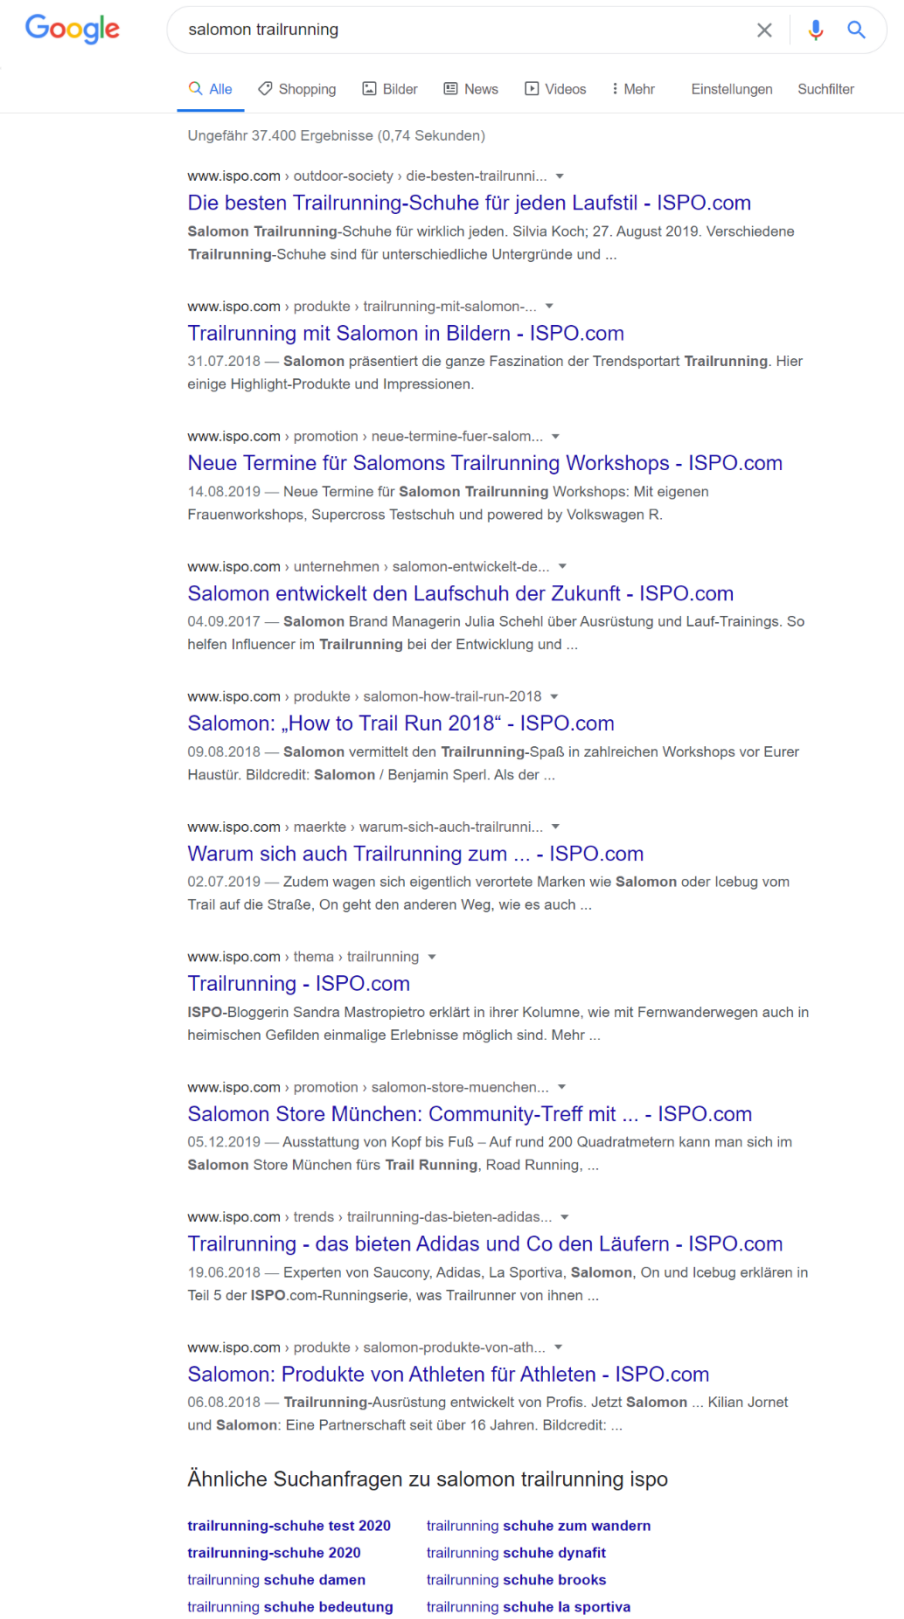 Google
salomon trailrunning
Alle Shopping Bilder News Videos Mehr Einstellungen Suchfilter
Ungefähr 37.400 Ergebnisse (0,74 Sekunden)
www.ispo.com › outdoor-society › die-besten-trailrunni...
Die besten Trailrunning-Schuhe für jeden Laufstil - ISPO.com
Salomon Trailrunning-Schuhe für wirklich jeden. Silvia Koch; 27. August 2019. Verschiedene
Trailrunning-Schuhe sind für unterschiedliche Untergründe und ...
www.ispo.com › produkte › trailrunning-mit-salomon-...
Trailrunning mit Salomon in Bildern - ISPO.com
31.07.2018 — Salomon präsentiert die ganze Faszination der Trendsportart Trailrunning. Hier
einige Highlight-Produkte und Impressionen.
www.ispo.com › promotion › neue-termine-fuer-salom...
Neue Termine für Salomons Trailrunning Workshops - ISPO.com
14.08.2019 — Neue Termine für Salomon Trailrunning Workshops: Mit eigenen
Frauenworkshops, Supercross Testschuh und powered by Volkswagen R.
www.ispo.com › unternehmen › salomon-entwickelt-de...
Salomon entwickelt den Laufschuh der Zukunft - ISPO.com
04.09.2017 — Salomon Brand Managerin Julia Schehl über Ausrüstung und Lauf-Trainings. So
helfen Influencer im Trailrunning bei der Entwicklung und ...
www.ispo.com › produkte › salomon-how-trail-run-2018
Salomon: „How to Trail Run 2018“ - ISPO.com
09.08.2018 — Salomon vermittelt den Trailrunning-Spaß in zahlreichen Workshops vor Eurer
Haustür. Bildcredit: Salomon / Benjamin Sperl. Als der ...
www.ispo.com › maerkte › warum-sich-auch-trailrunni...
Warum sich auch Trailrunning zum ... - ISPO.com
02.07.2019 — Zudem wagen sich eigentlich verortete Marken wie Salomon oder Icebug vom
Trail auf die Straße, On geht den anderen Weg, wie es auch ...
www.ispo.com › thema › trailrunning
Trailrunning - ISPO.com
ISPO-Bloggerin Sandra Mastropietro erklärt in ihrer Kolumne, wie mit Fernwanderwegen auch in
heimischen Gefilden einmalige Erlebnisse möglich sind. Mehr ...
www.ispo.com › promotion › salomon-store-muenchen...
Salomon Store München: Community-Treff mit ... - ISPO.com
05.12.2019 — Ausstattung von Kopf bis Fuß – Auf rund 200 Quadratmetern kann man sich im
Salomon Store München fürs Trail Running, Road Running, ...
www.ispo.com › trends › trailrunning-das-bieten-adidas...
Trailrunning - das bieten Adidas und Co den Läufern - ISPO.com
19.06.2018 — Experten von Saucony, Adidas, La Sportiva, Salomon, On und Icebug erklären in
Teil 5 der ISPO.com-Runningserie, was Trailrunner von ihnen ...
www.ispo.com › produkte › salomon-produkte-von-ath...
Salomon: Produkte von Athleten für Athleten - ISPO.com
06.08.2018 — Trailrunning-Ausrüstung entwickelt von Profis. Jetzt Salomon ... Kilian Jornet
und Salomon: Eine Partnerschaft seit über 16 Jahren. Bildcredit: ...
Ähnliche Suchanfragen zu salomon trailrunning ispo
trailrunning-schuhe test 2020 trailrunning schuhe zum wandern
trailrunning-schuhe 2020 trailrunning schuhe dynafit
trailrunning schuhe damen trailrunning schuhe brooks
trailrunning schuhe bedeutung trailrunning schuhe la sportiva